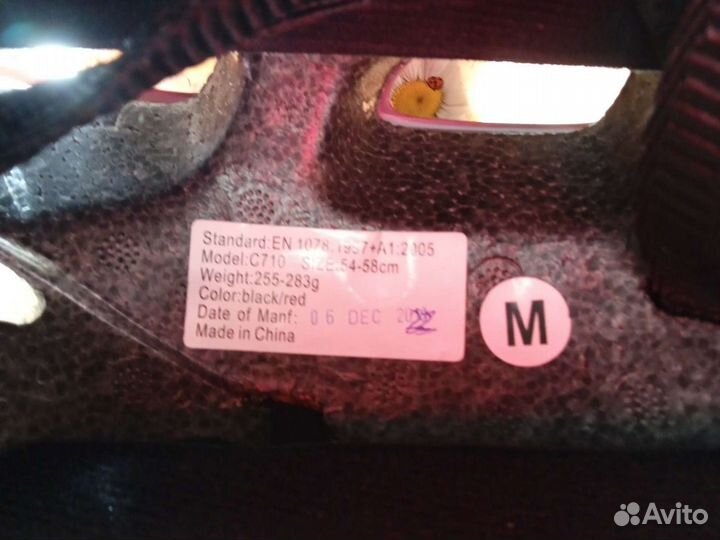 Standard:EN 1078:1997+A1:2005
Model:C710 SIZE:54-58cm
Weight:255-283g
Color:black/red
Date of Manf: 06 DEC
Made in China
M
Avito